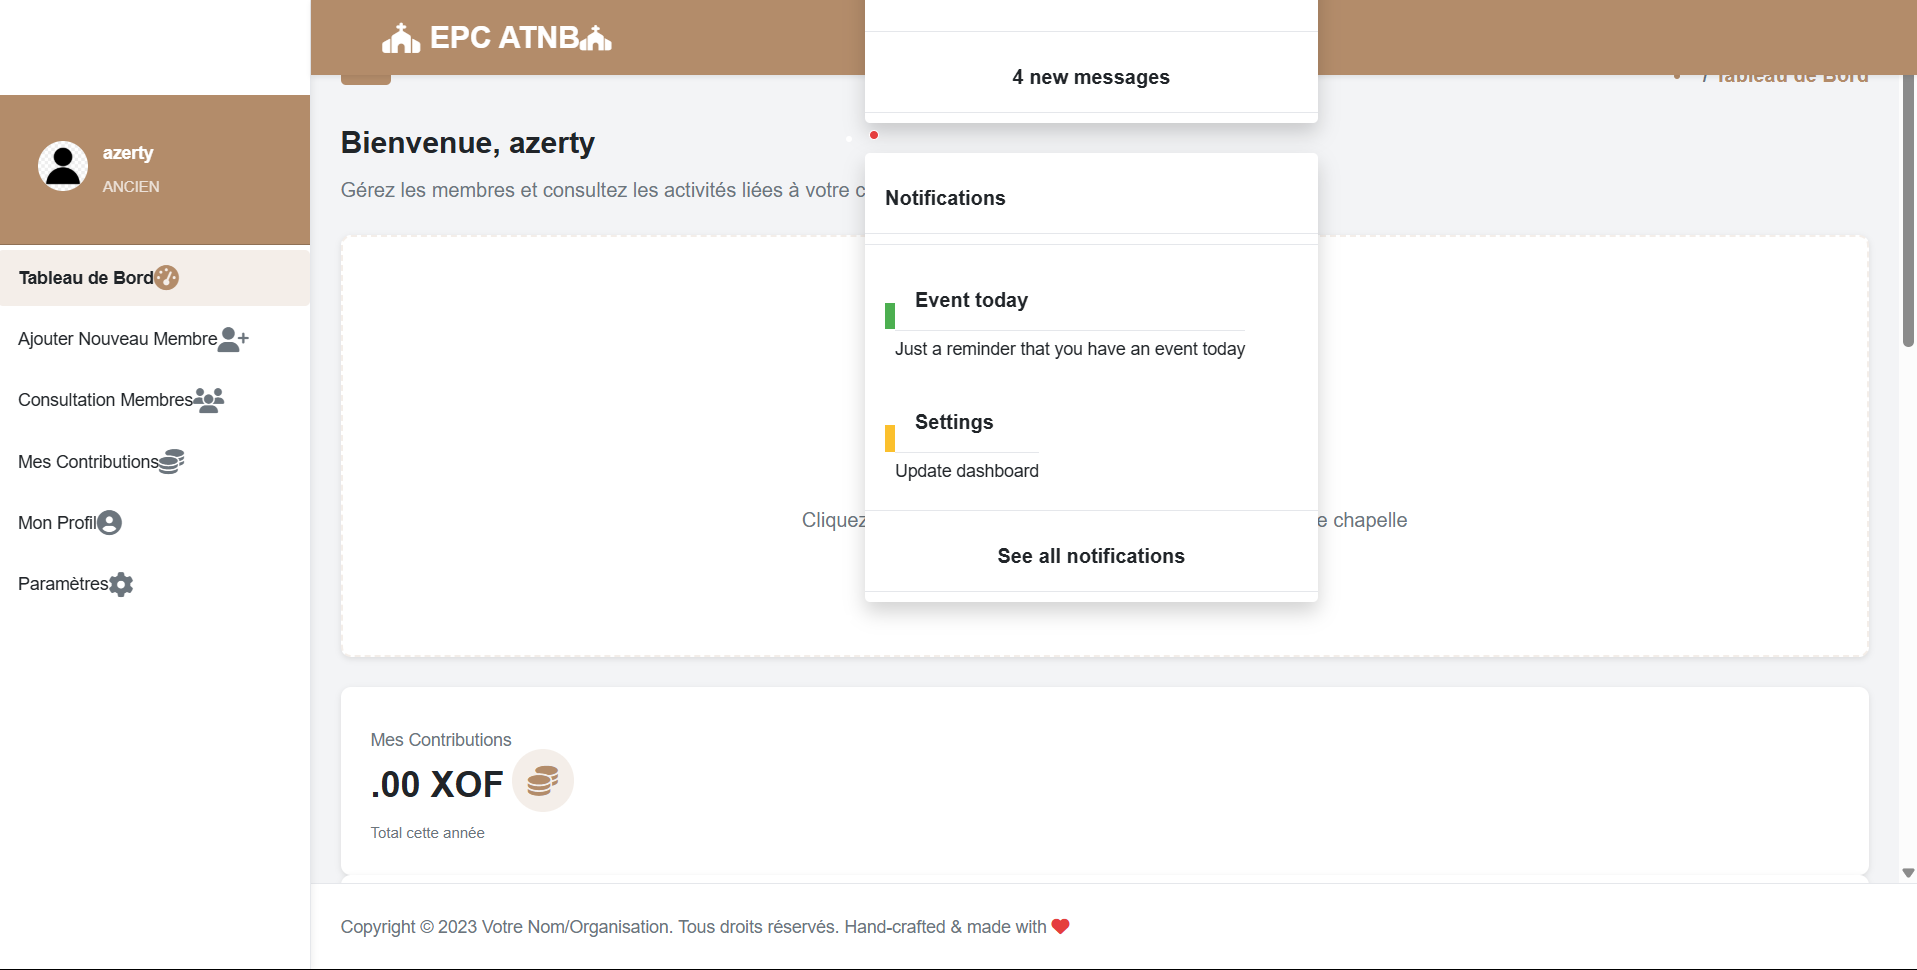 EPC ATNB
4 new messages
/ Tableau de Bord
azerty
ANCIEN
Tableau de Bord
Ajouter Nouveau Membre
Consultation Membres
Mes Contributions
Mon Profil
Paramètres
Bienvenue, azerty
Gérez les membres et consultez les activités liées à votre c
Notifications
Event today
Just a reminder that you have an event today
Settings
Update dashboard
Cliquez
e chapelle
See all notifications
Mes Contributions
.00 XOF
Total cette année
Copyright © 2023 Votre Nom/Organisation. Tous droits réservés. Hand-crafted & made with